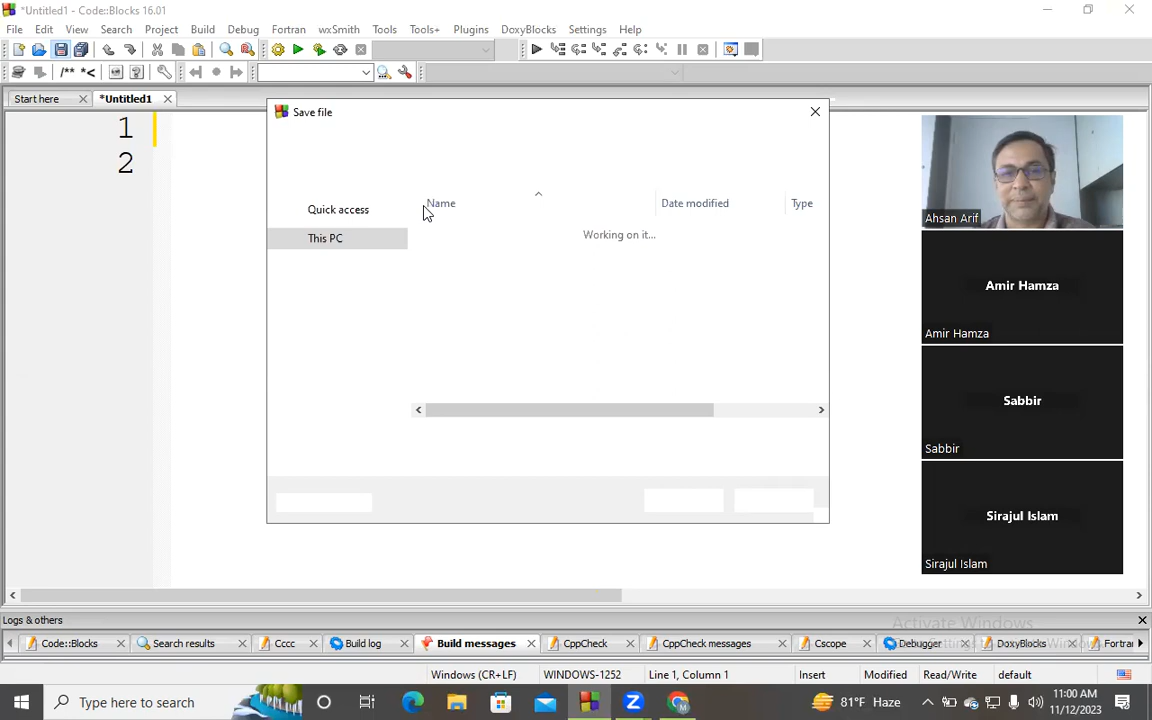 *Untitled1 - Code::Blocks 16.01
File Edit View Search Project Build Debug Fortran wxSmith Tools Tools+ Plugins DoxyBlocks Settings Help
/** *<
Start here *Untitled1
1
2
Save file
Name Date modified Type
Quick access
Working on it...
This PC
Ahsan Arif
Amir Hamza
Amir Hamza
Sabbir
Sabbir
Sirajul Islam
Sirajul Islam
Logs & others
Activate Windows
Code::Blocks Search results Cccc Build log Build messages CppCheck CppCheck messages Cscope Debugger DoxyBlocks Fortrar
Windows (CR+LF) WINDOWS-1252 Line 1, Column 1 Insert Modified Read/Write default
Type here to search
81°F Haze
11:00 AM
11/12/2023